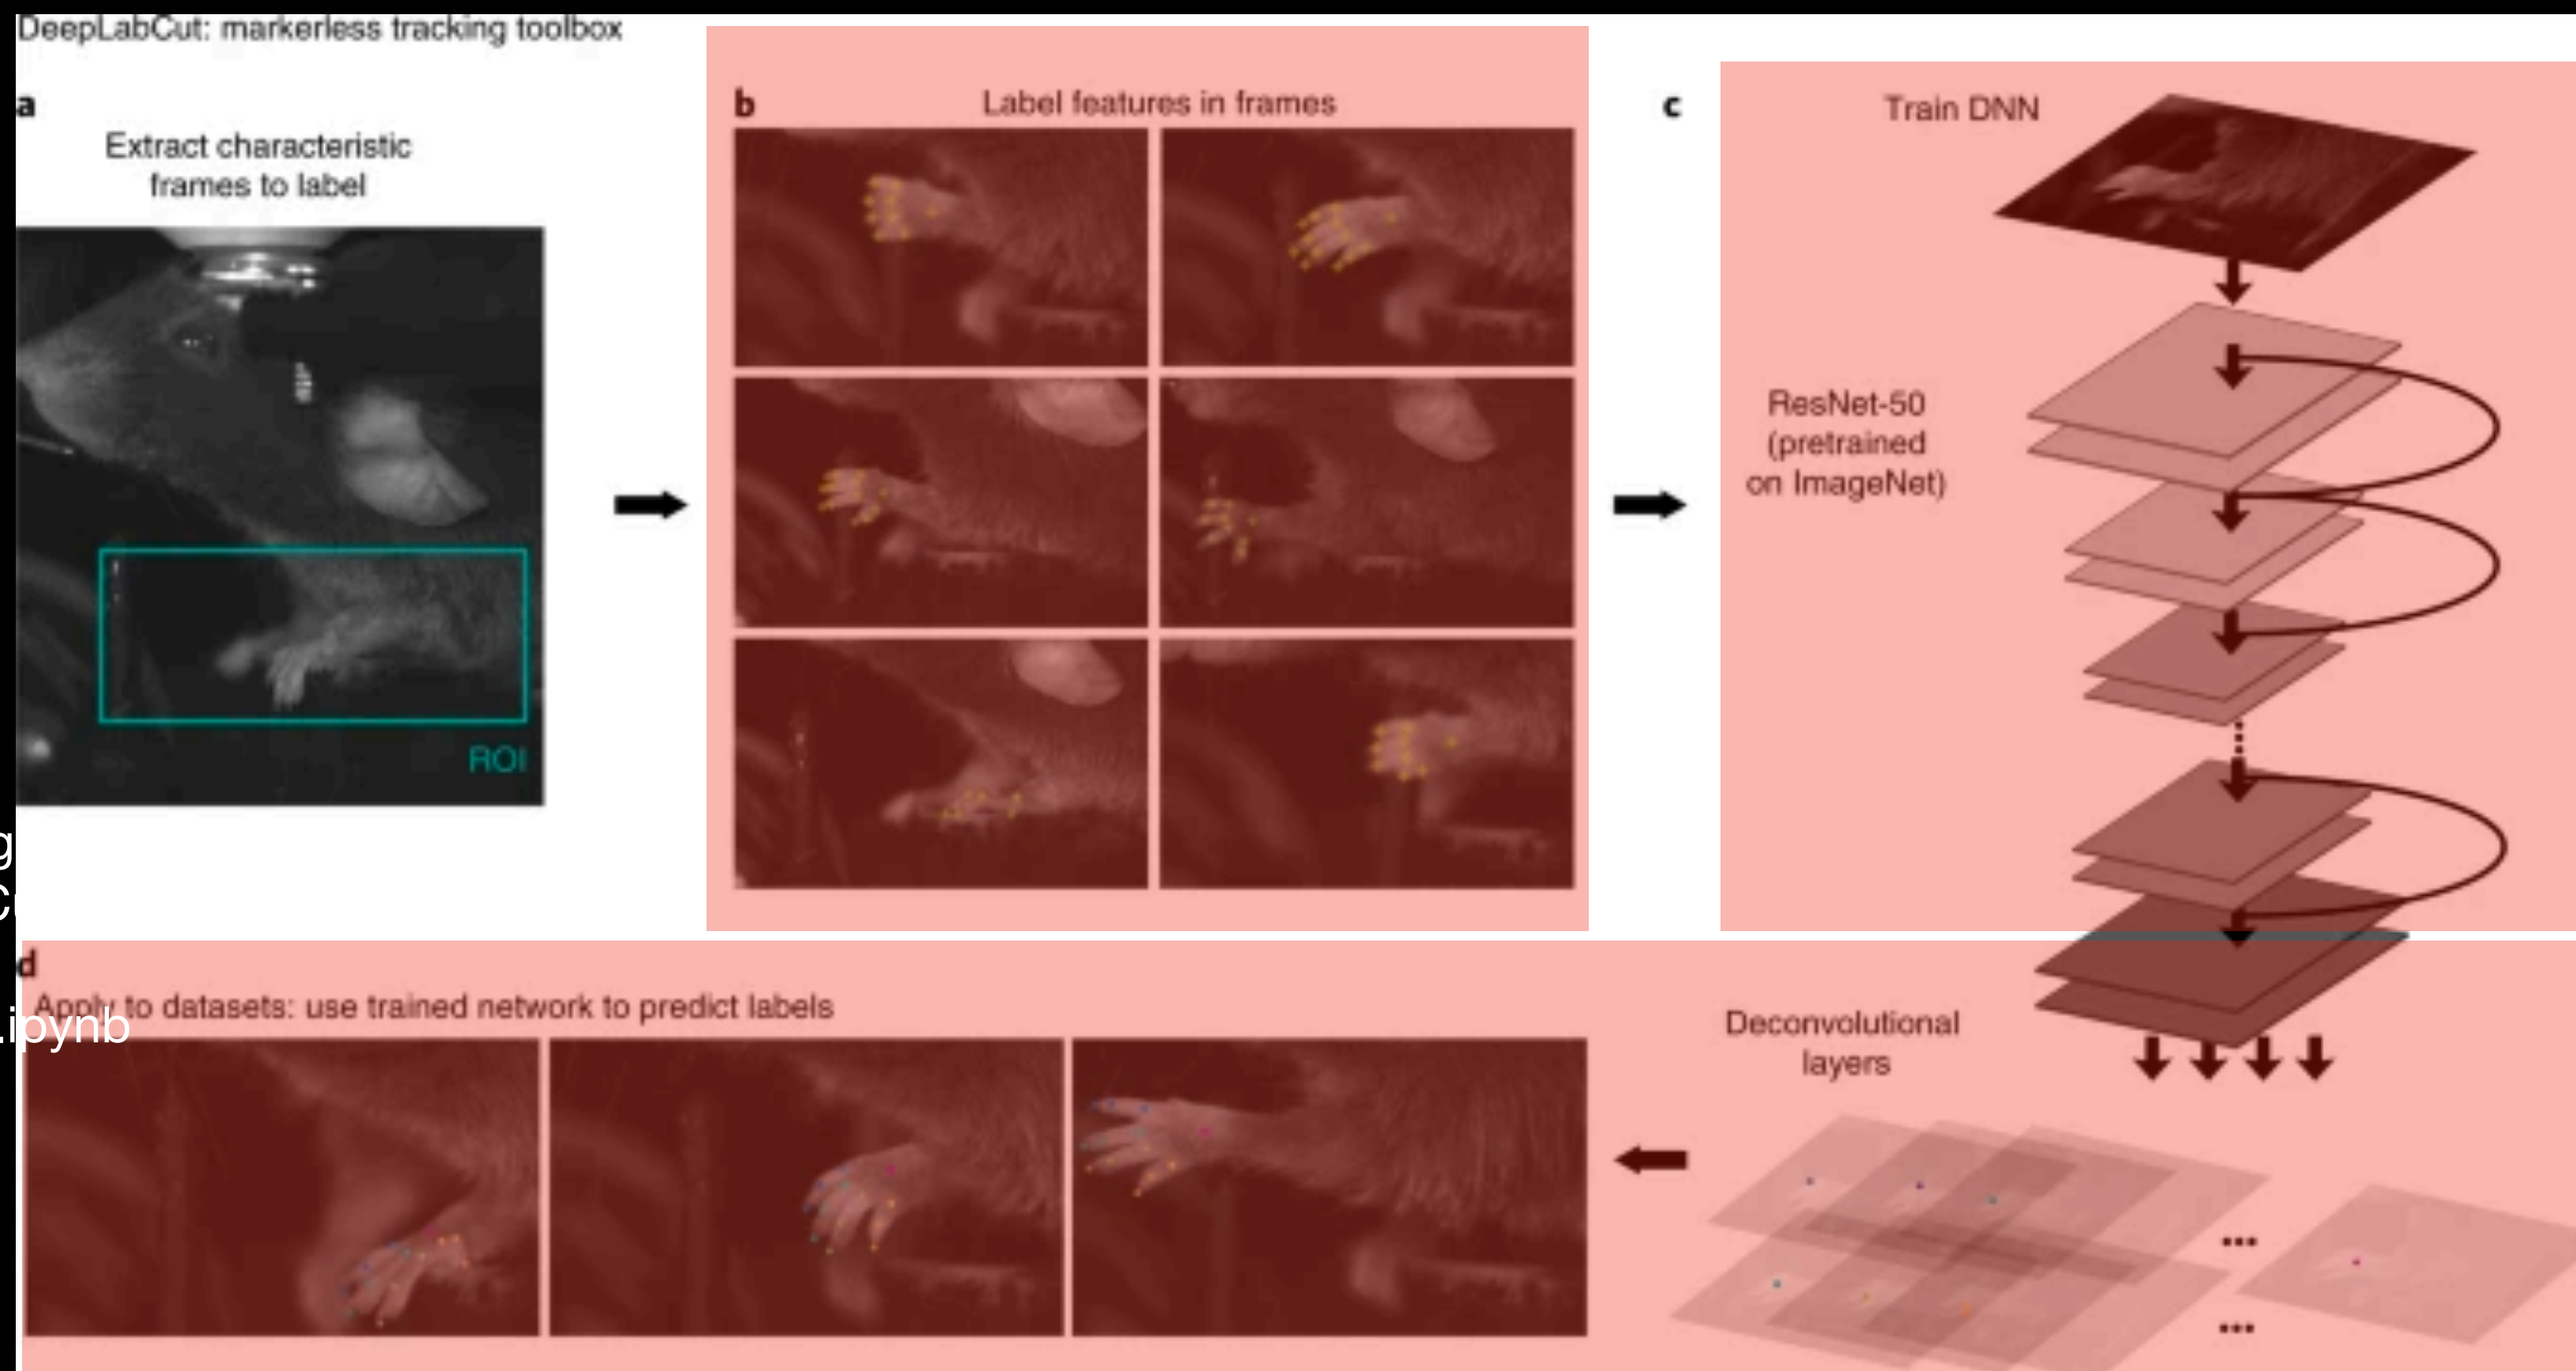 DeepLabCut: markerless tracking toolbox
a
Extract characteristic
frames to label
ROI
b
Label features in frames
c
Train DNN
ResNet-50
(pretrained
on ImageNet)
g
d
Apply to datasets: use trained network to predict labels
.ipynb
Deconvolutional
layers
...
...